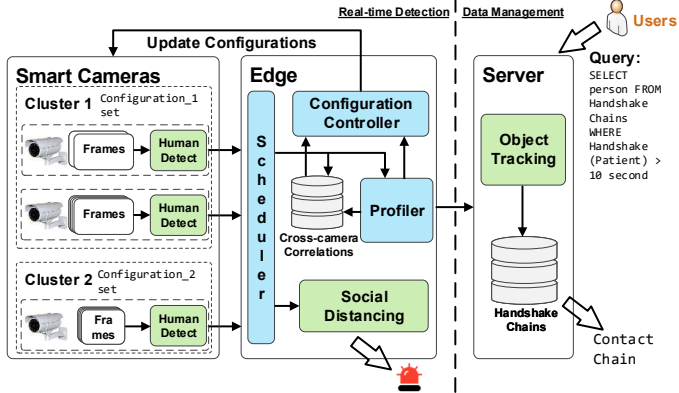 Real-time Detection
Data Management
Users
Update Configurations
Query:
SELECT
person FROM
Handshake
Chains
WHERE
Handshake
(Patient) >
10 second
Smart Cameras
Cluster 1
Configuration_1
set
Frames
Human
Detect
Frames
Human
Detect
Cluster 2
Configuration_2
set
Fra
mes
Human
Detect
Edge
Scheduler
Configuration
Controller
Profiler
Cross-camera
Correlations
Social
Distancing
Server
Object
Tracking
Handshake
Chains
Contact
Chain